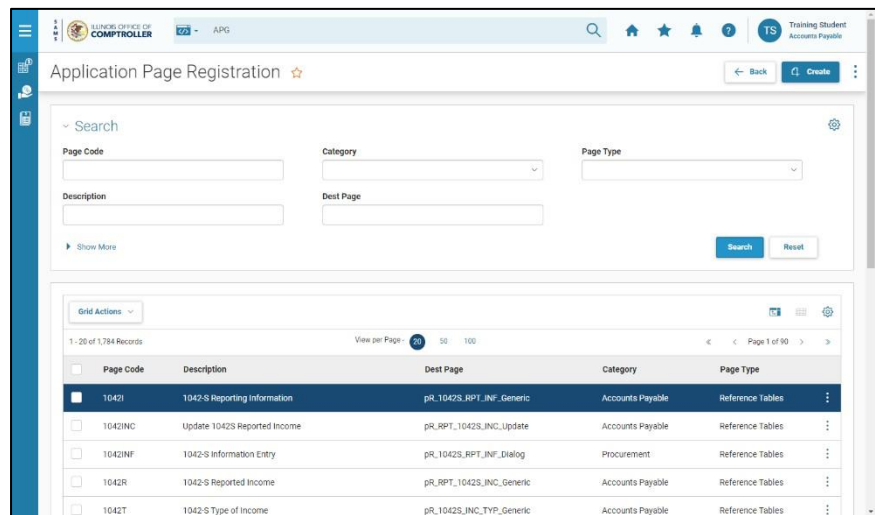 SAMS
ILLINOIS OFFICE OF
COMPTROLLER
APG
?
TS
Training Student
Accounts Payable
Application Page Registration
Back
Create
Search
Page Code
Category
Page Type
Description
Dest Page
Show More
Search
Reset
Grid Actions
1 - 20 of 1,784 Records
View per Page - 20 50 100
« < Page 1 of 90 > »
Page Code Description Dest Page Category Page Type
1042I 1042-S Reporting Information pR_1042S_RPT_INF_Generic Accounts Payable Reference Tables
1042INC Update 1042S Reported Income pR_RPT_1042S_INC_Update Accounts Payable Reference Tables
1042INF 1042-S Information Entry pR_1042S_RPT_INF_Dialog Procurement Reference Tables
1042R 1042-S Reported Income pR_RPT_1042S_INC_Generic Accounts Payable Reference Tables
1042T 1042-S Type of Income pR_1042S_INC_TYP_Generic Accounts Payable Reference Tables